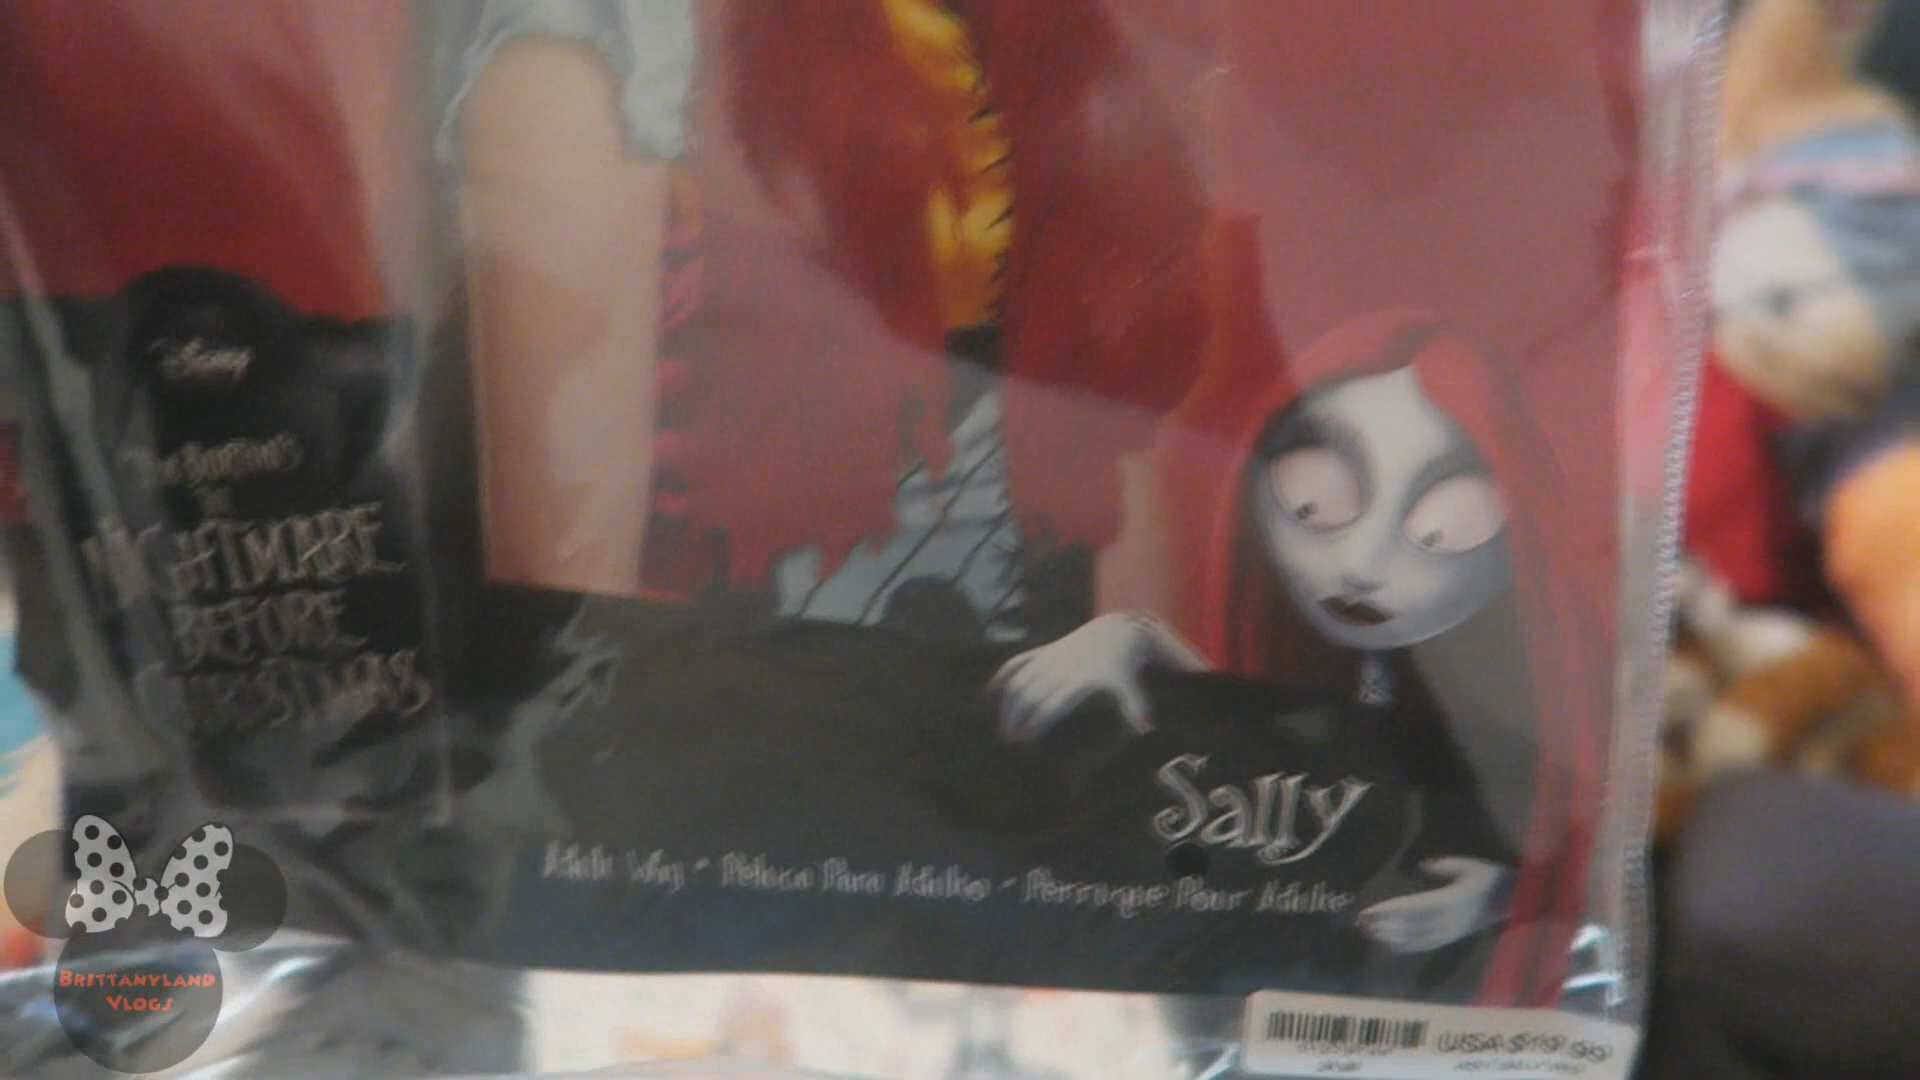 Disney
TIM BURTON'S
THE
NIGHTMARE
BEFORE
CHRISTMAS
Sally
Adult Wig - Peluca Para Adulto - Perruque Pour Adulte
BRITTANYLAND
VLOGS